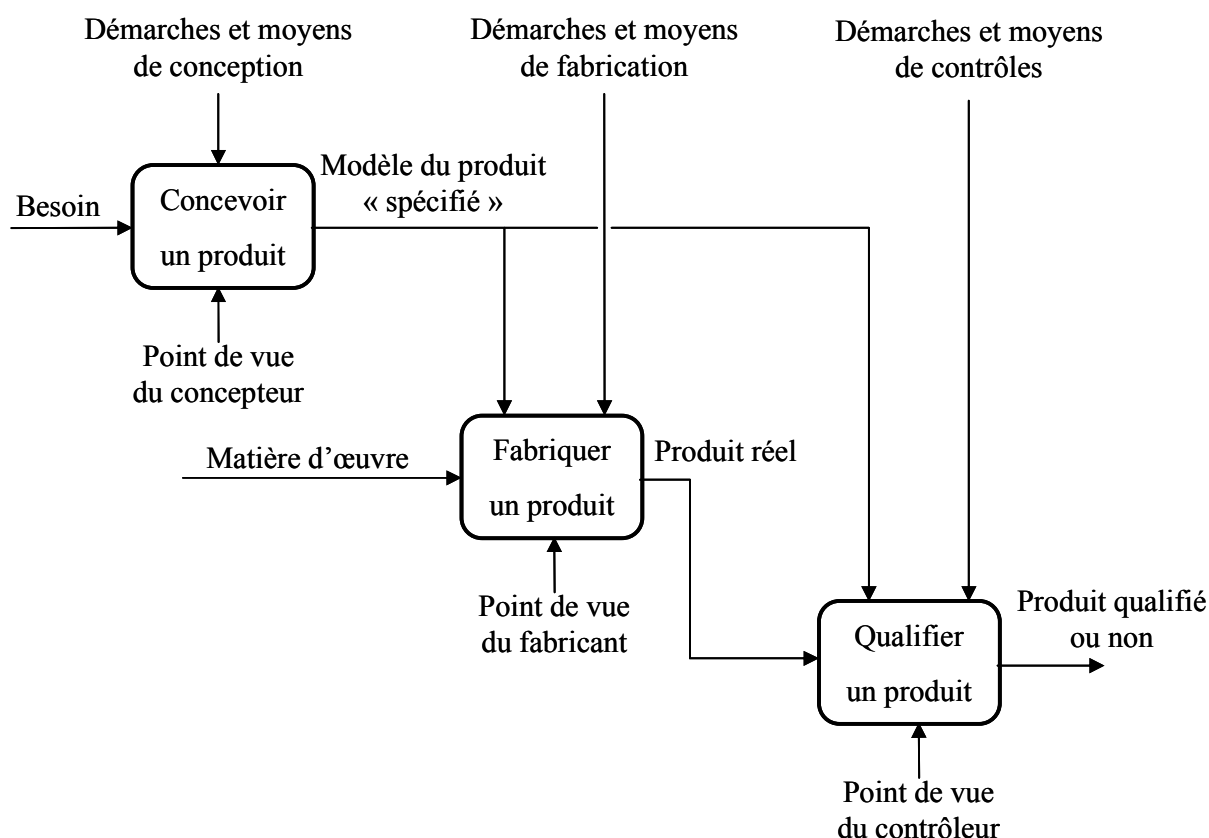 Démarches et moyens
de conception
Démarches et moyens
de fabrication
Démarches et moyens
de contrôles
Besoin
Concevoir
un produit
Modèle du produit
« spécifié »
Point de vue
du concepteur
Matière d’œuvre
Fabriquer
un produit
Produit réel
Point de vue
du fabricant
Qualifier
un produit
Produit qualifié
ou non
Point de vue
du contrôleur